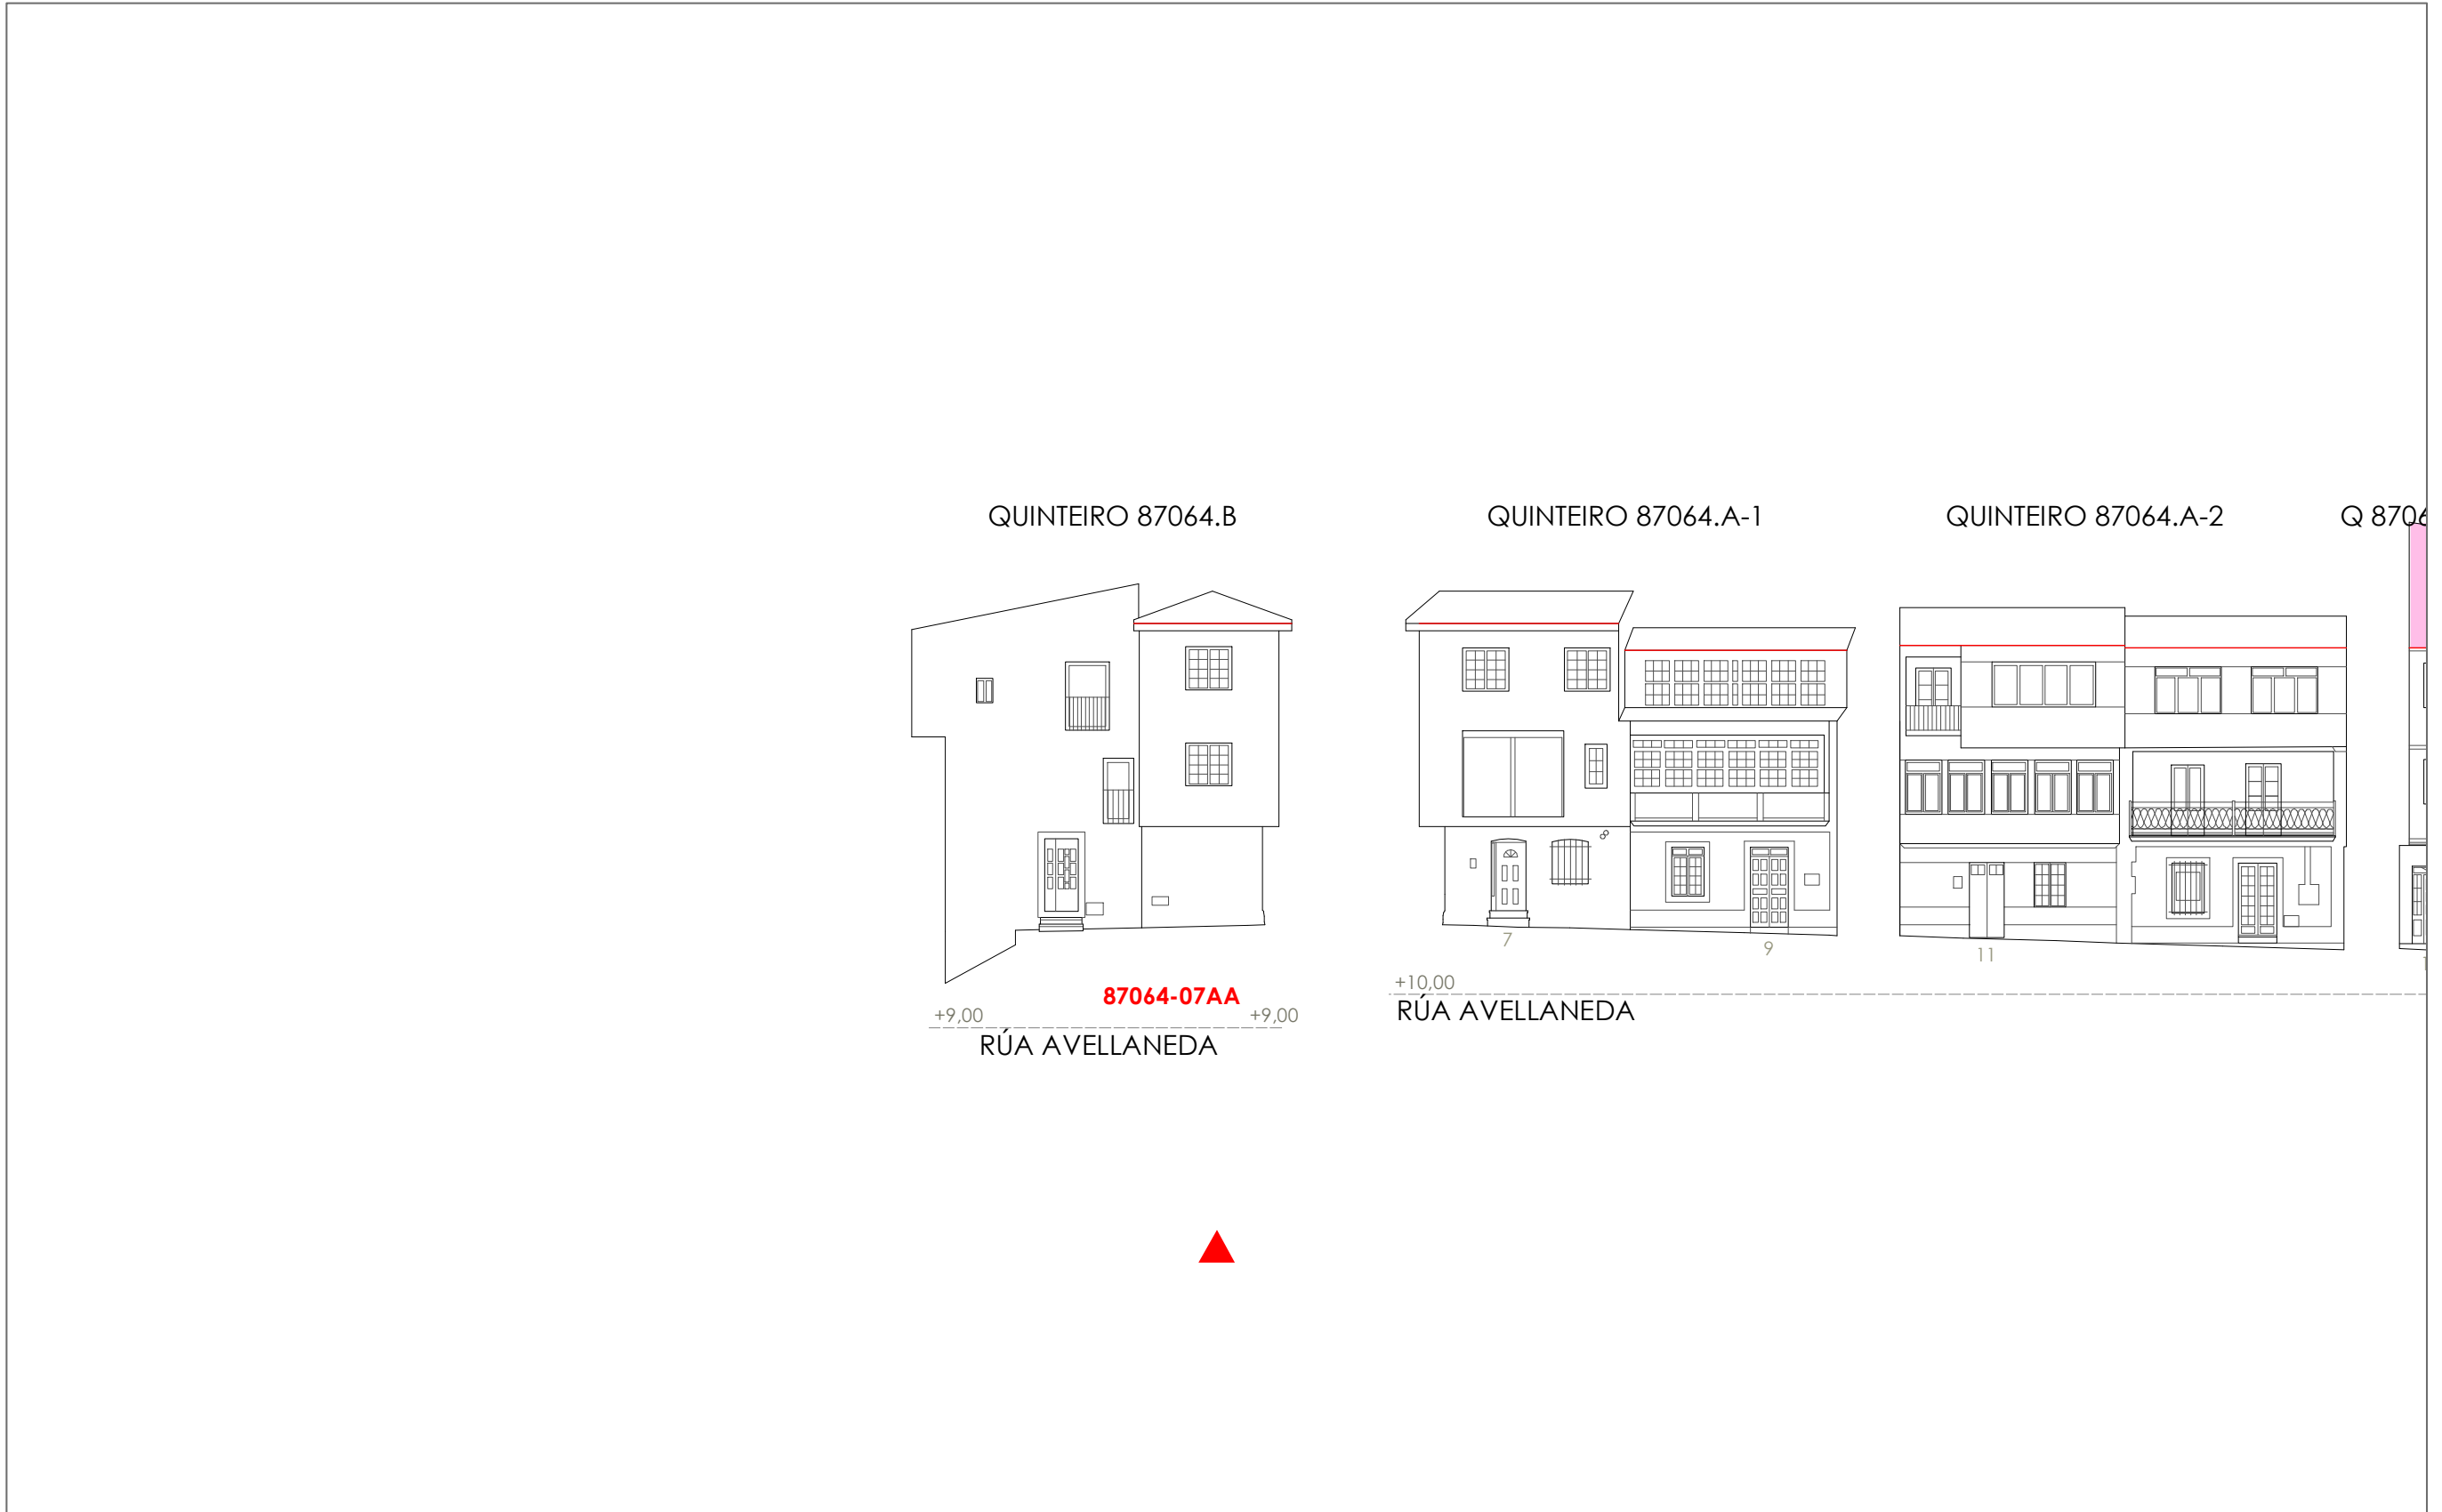 QUINTEIRO 87064.B
QUINTEIRO 87064.A-1
QUINTEIRO 87064.A-2
Q 8706
7
9
11
87064-07AA
+9,00
+9,00
RÚA AVELLANEDA
+10,00
RÚA AVELLANEDA